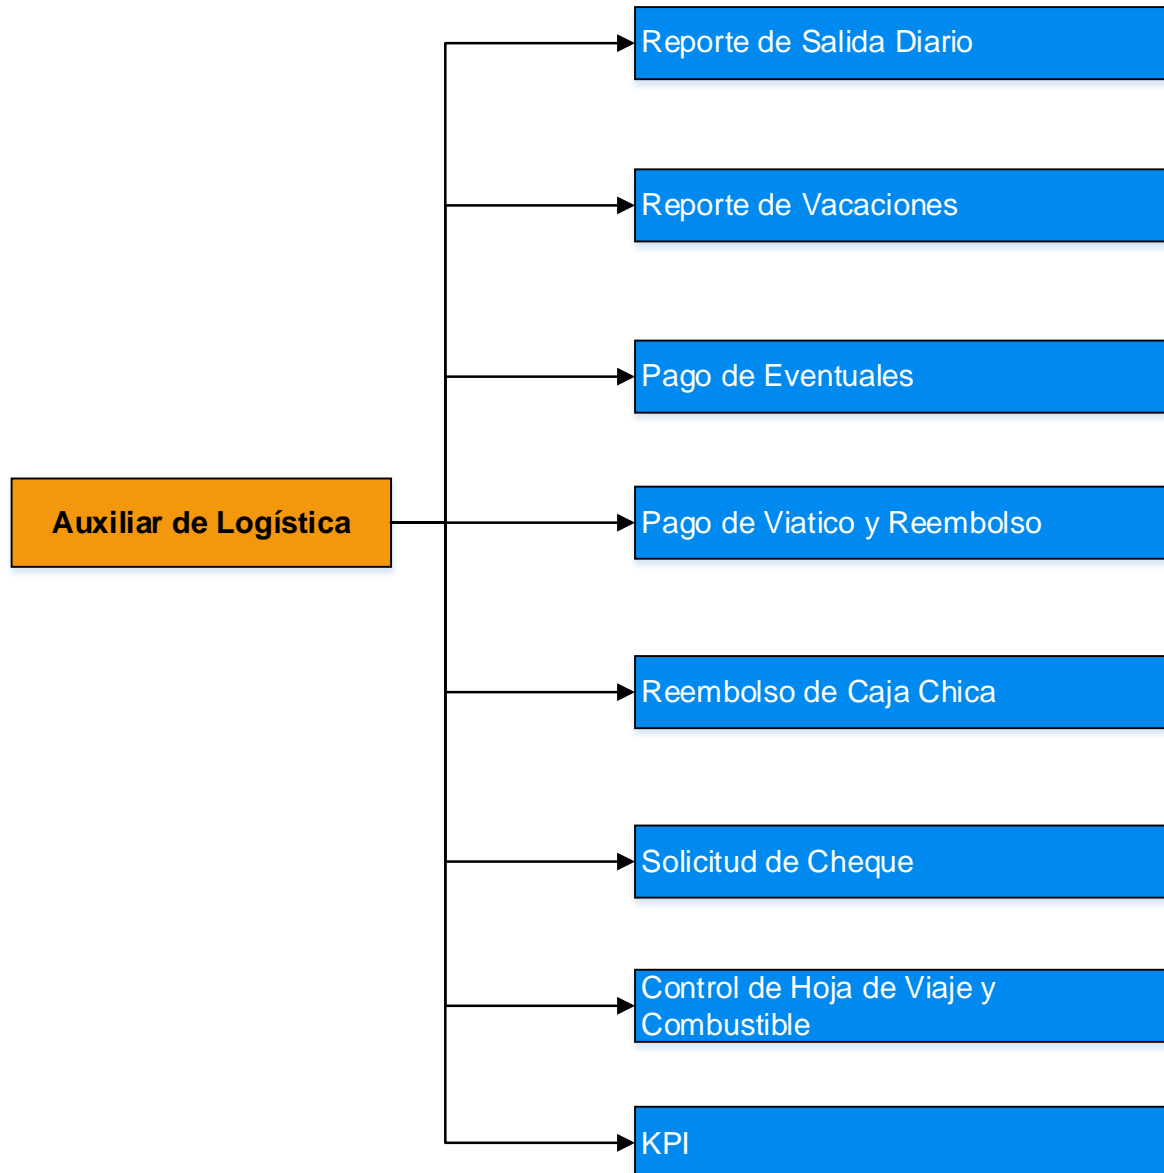 Reporte de Salida Diario
Reporte de Vacaciones
Pago de Eventuales
Auxiliar de Logística
Pago de Viatico y Reembolso
Reembolso de Caja Chica
Solicitud de Cheque
Control de Hoja de Viaje y
Combustible
KPI